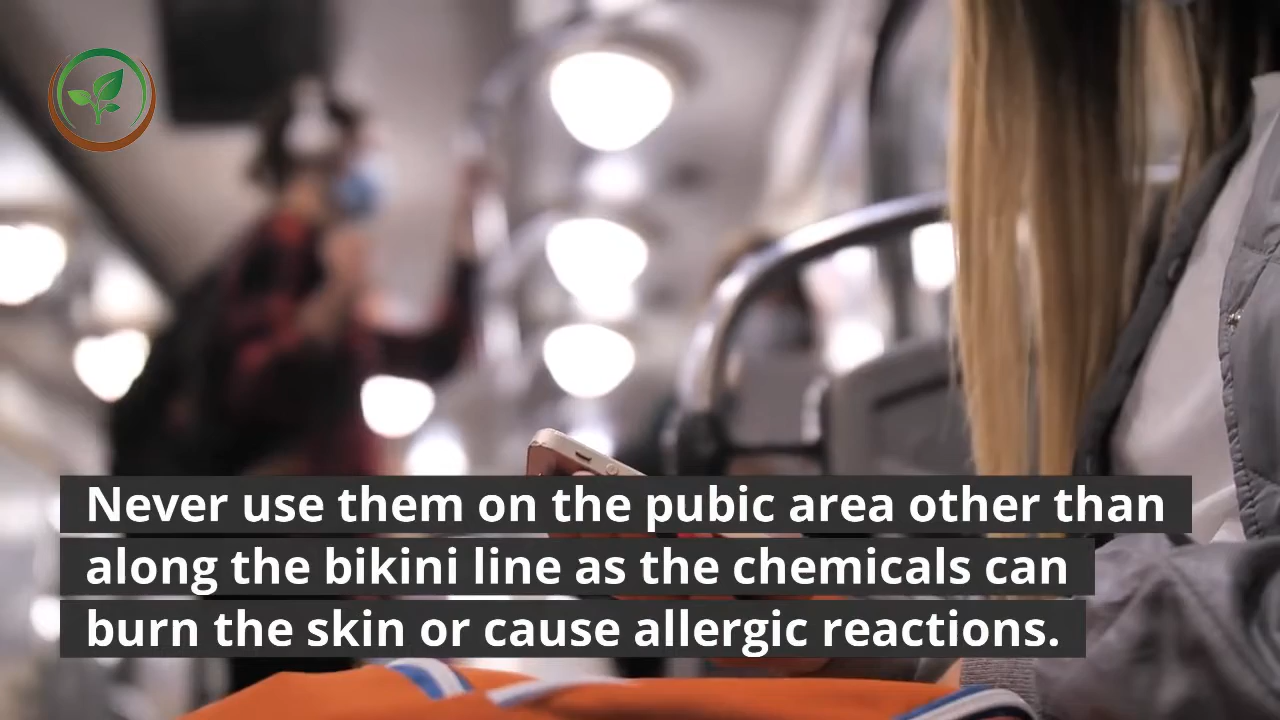 Never use them on the pubic area other than
along the bikini line as the chemicals can
burn the skin or cause allergic reactions.